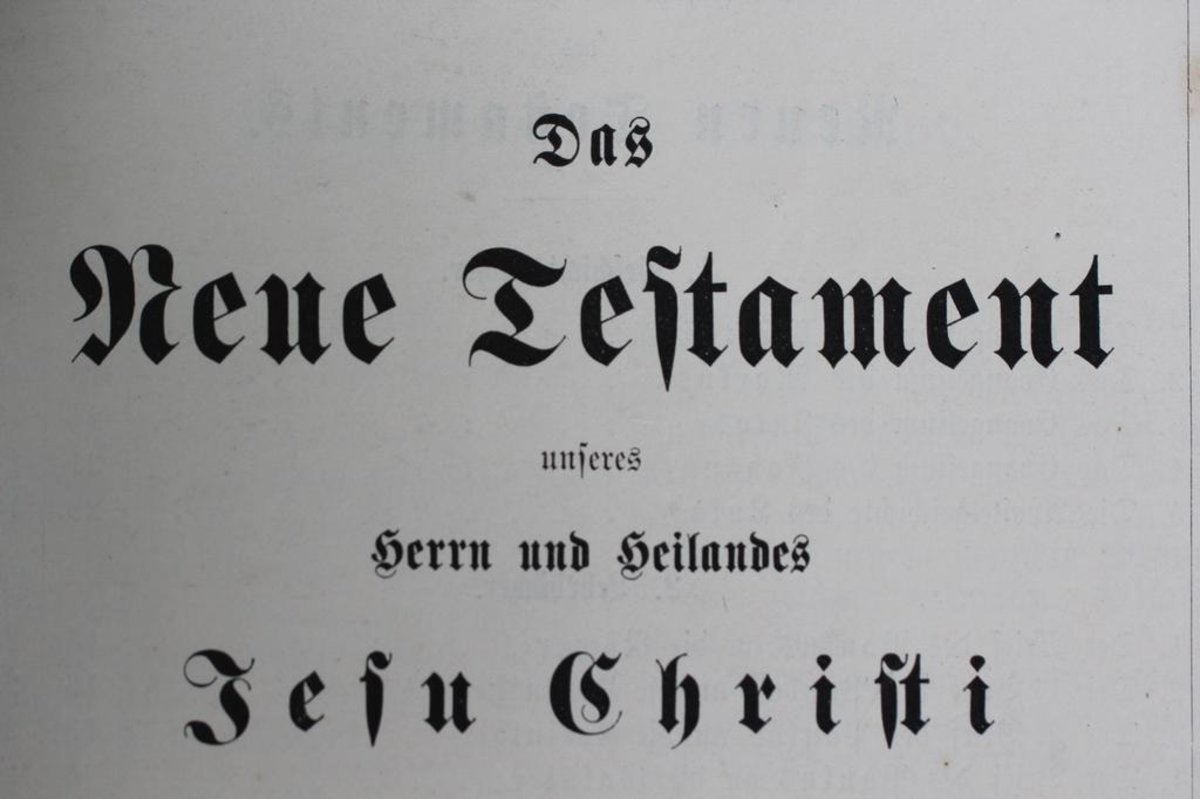 Das
Neue Teſtament
unſeres
Herrn und Heilandes
Jeſu Chriſti